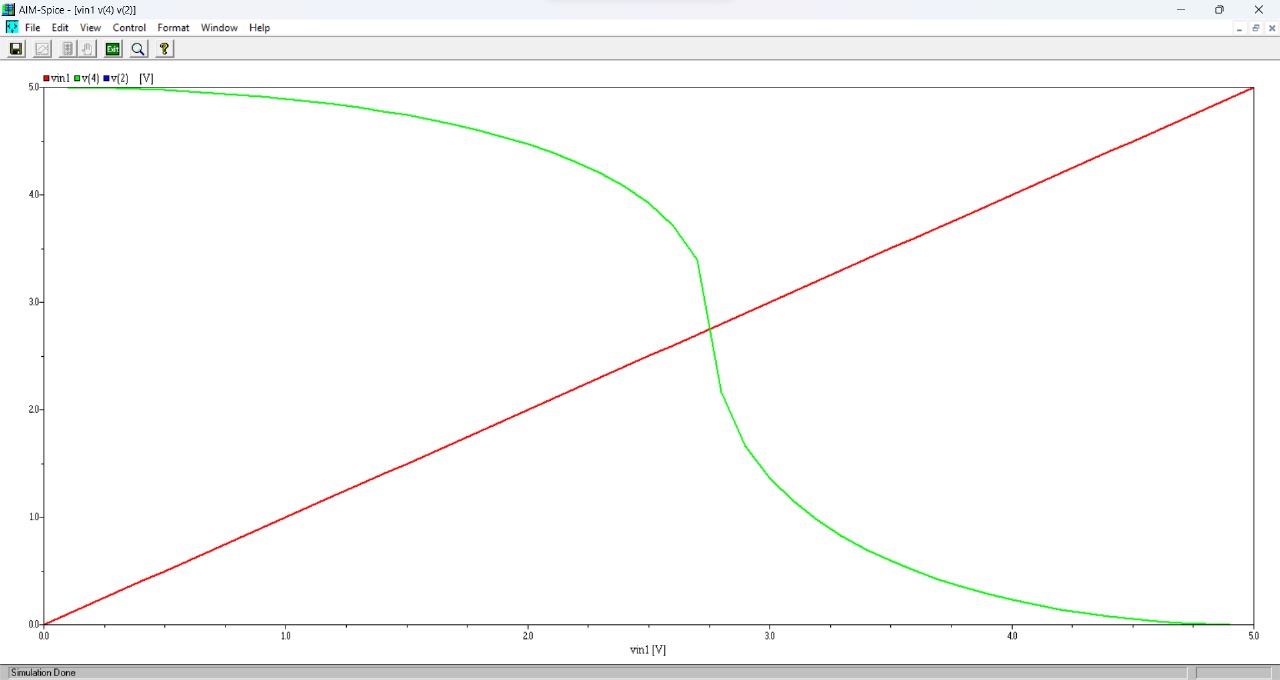 AIM-Spice - [vin1 v(4) v(2)]
File Edit View Control Format Window Help
Exit ?
vin1 v(4) v(2) [V]
5.0
4.0
3.0
2.0
1.0
0.0
0.0 1.0 2.0 3.0 4.0 5.0
vin1 [V]
Simulation Done